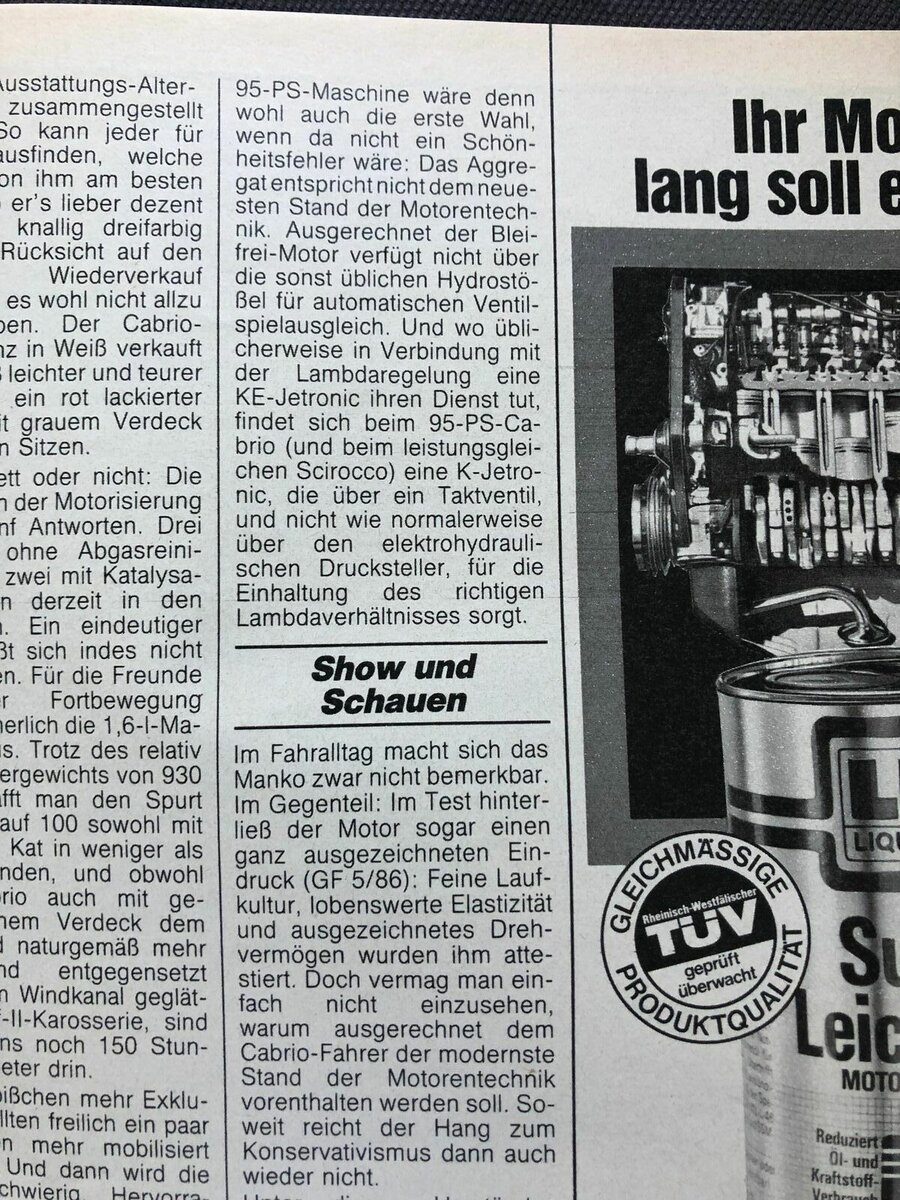 Ausstattungs-Alter-
zusammengestellt
So kann jeder für
ausfinden, welche
on ihm am besten
er's lieber dezent
knallig dreifarbig
Rücksicht auf den
Wiederverkauf
es wohl nicht allzu
ben. Der Cabrio-
nz in Weiß verkauft
leichter und teurer
ein rot lackierter
it grauem Verdeck
n Sitzen.
ett oder nicht: Die
n der Motorisierung
nf Antworten. Drei
ohne Abgasreini-
zwei mit Katalysa-
n derzeit in den
n. Ein eindeutiger
ßt sich indes nicht
en. Für die Freunde
er Fortbewegung
nerlich die 1,6-l-Ma-
us. Trotz des relativ
ergewichts von 930
afft man den Spurt
auf 100 sowohl mit
Kat in weniger als
nden, und obwohl
brio auch mit ge-
nem Verdeck dem
d naturgemäß mehr
nd entgegensetzt
n Windkanal geglät-
f-II-Karosserie, sind
ns noch 150 Stun-
eter drin.
bißchen mehr Exklu-
llten freilich ein paar
en mehr mobilisiert
Und dann wird die
schwierig. Hervorra-
95-PS-Maschine wäre denn
wohl auch die erste Wahl,
wenn da nicht ein Schön-
heitsfehler wäre: Das Aggre-
gat entspricht nicht dem neue-
sten Stand der Motorentech-
nik. Ausgerechnet der Blei-
frei-Motor verfügt nicht über
die sonst üblichen Hydrostö-
ßel für automatischen Ventil-
spielausgleich. Und wo übli-
cherweise in Verbindung mit
der Lambdaregelung eine
KE-Jetronic ihren Dienst tut,
findet sich beim 95-PS-Ca-
brio (und beim leistungsglei-
chen Scirocco) eine K-Jetro-
nic, die über ein Taktventil,
und nicht wie normalerweise
über den elektrohydrauli-
schen Drucksteller, für die
Einhaltung des richtigen
Lambdaverhältnisses sorgt.
Show und
Schauen
Im Fahralltag macht sich das
Manko zwar nicht bemerkbar.
Im Gegenteil: Im Test hinter-
ließ der Motor sogar einen
ganz ausgezeichneten Ein-
druck (GF 5/86): Feine Lauf-
kultur, lobenswerte Elastizität
und ausgezeichnetes Dreh-
vermögen wurden ihm atte-
stiert. Doch vermag man ein-
fach nicht einzusehen,
warum ausgerechnet dem
Cabrio-Fahrer der modernste
Stand der Motorentechnik
vorenthalten werden soll. So-
weit reicht der Hang zum
Konservativismus dann auch
wieder nicht.
Ihr Mo
lang soll e
LIQU
GLEICHMÄSSIGE
Rheinisch-Westfälischer
TÜV
geprüft
überwacht
PRODUKTQUALITÄT
Su
Leic
MOTO
Reduziert
Öl- und
Kraftstoff-
Verbrauch